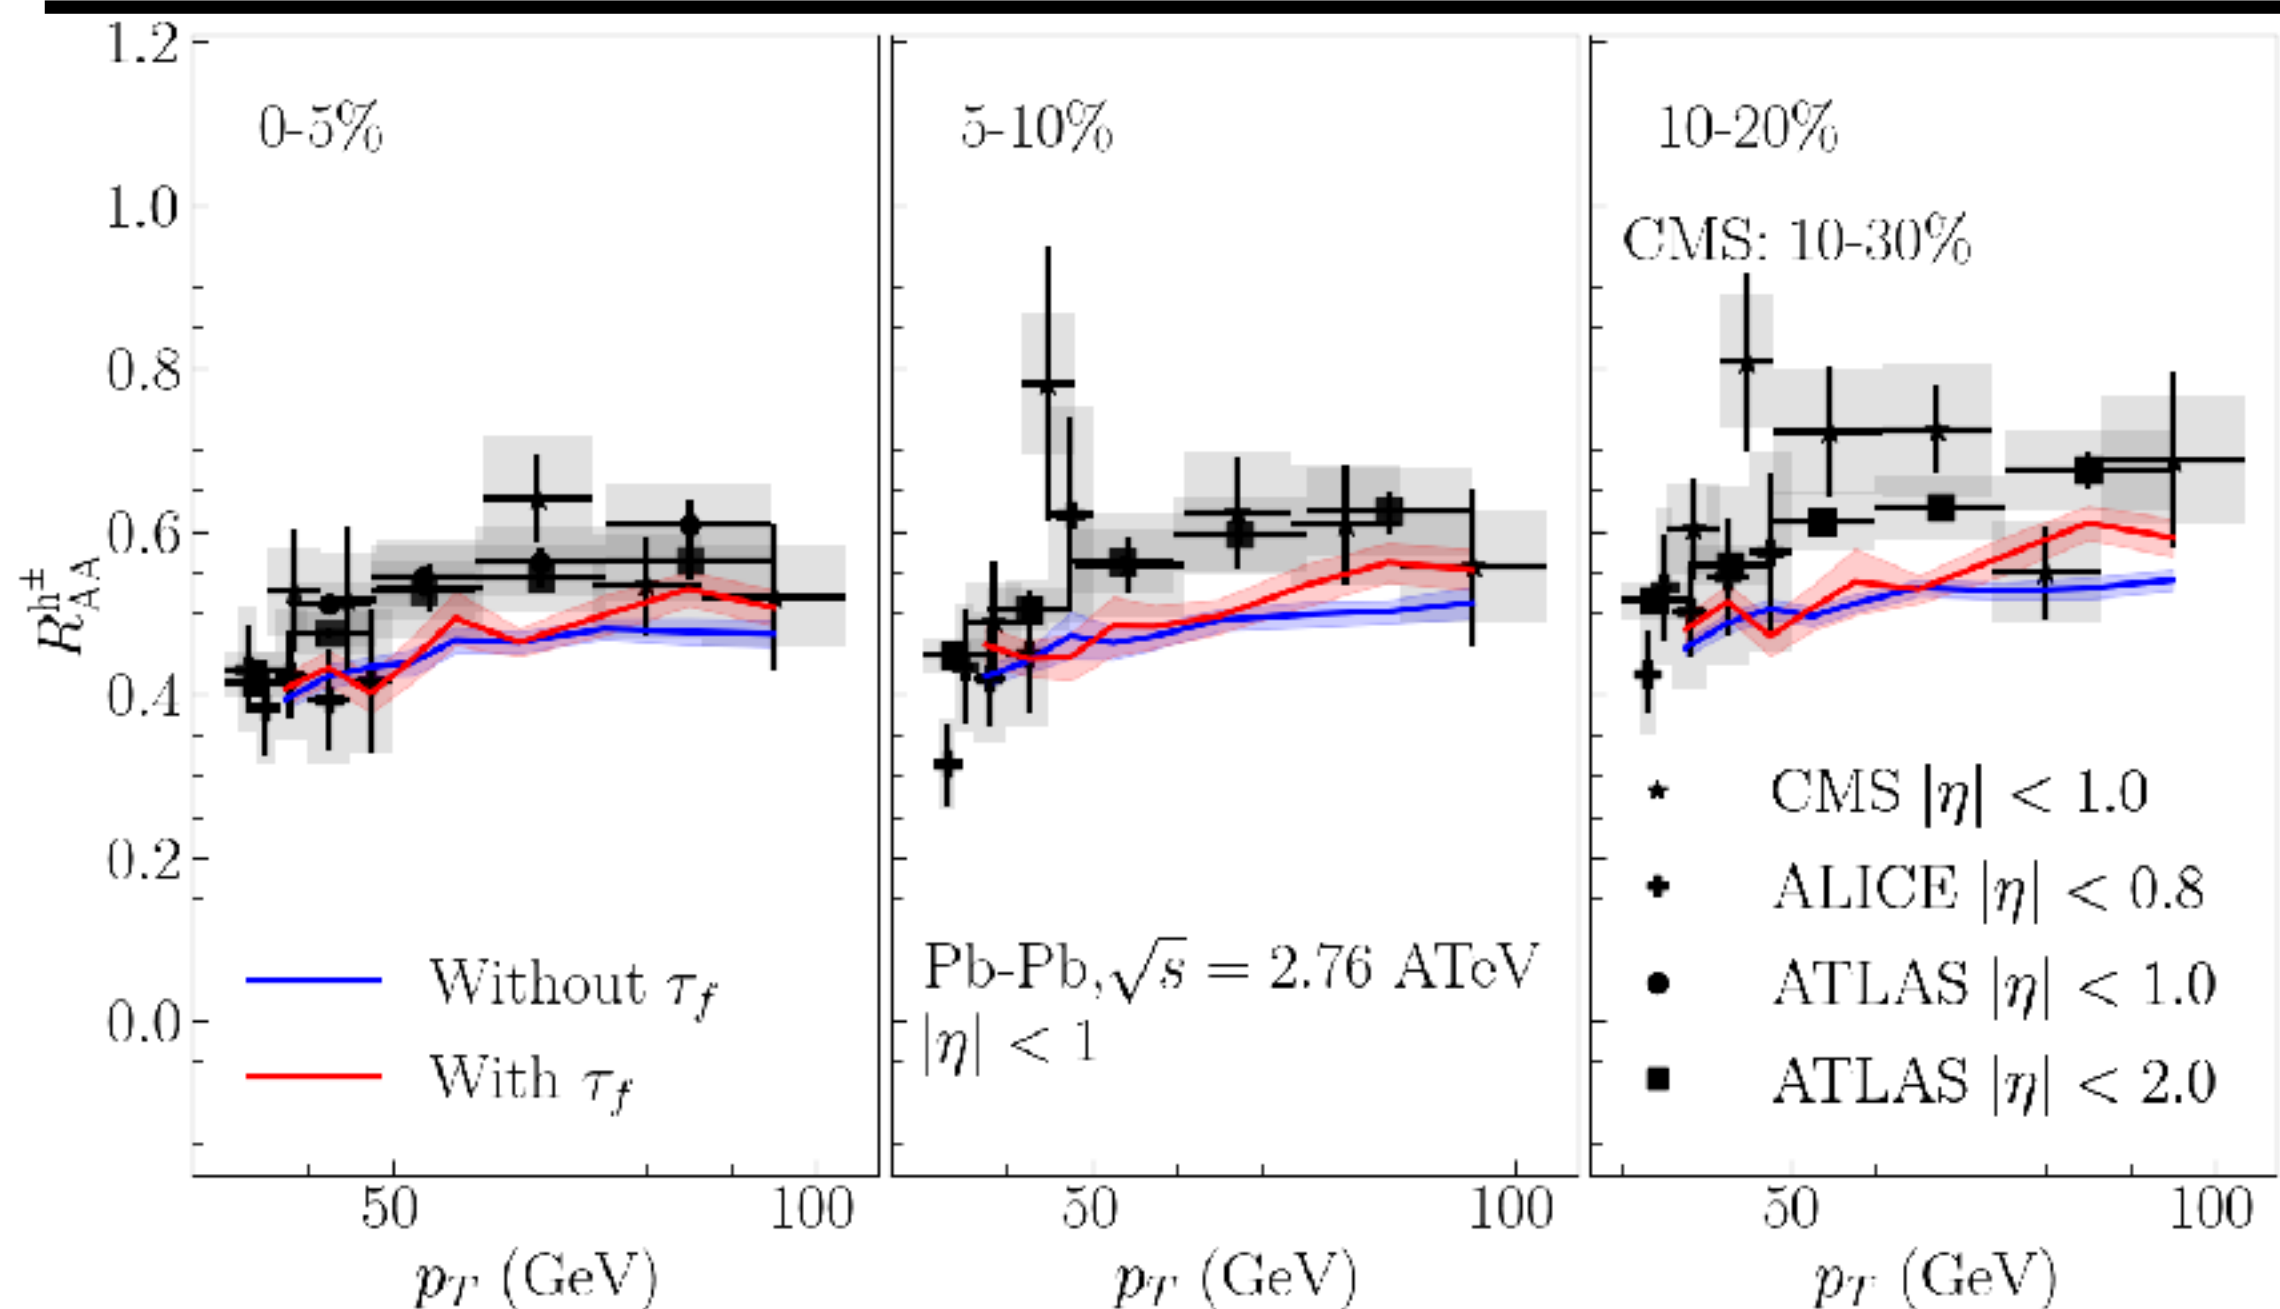 1.2
1.0
0.8
0.6
0.4
0.2
0.0
R_{AA}^{h±}
0-5%
Without τ_f
With τ_f
50
100
p_T (GeV)
5-10%
Pb-Pb, √s = 2.76 ATeV
|η| < 1
50
100
p_T (GeV)
10-20%
CMS: 10-30%
CMS |η| < 1.0
ALICE |η| < 0.8
ATLAS |η| < 1.0
ATLAS |η| < 2.0
50
100
p_T (GeV)